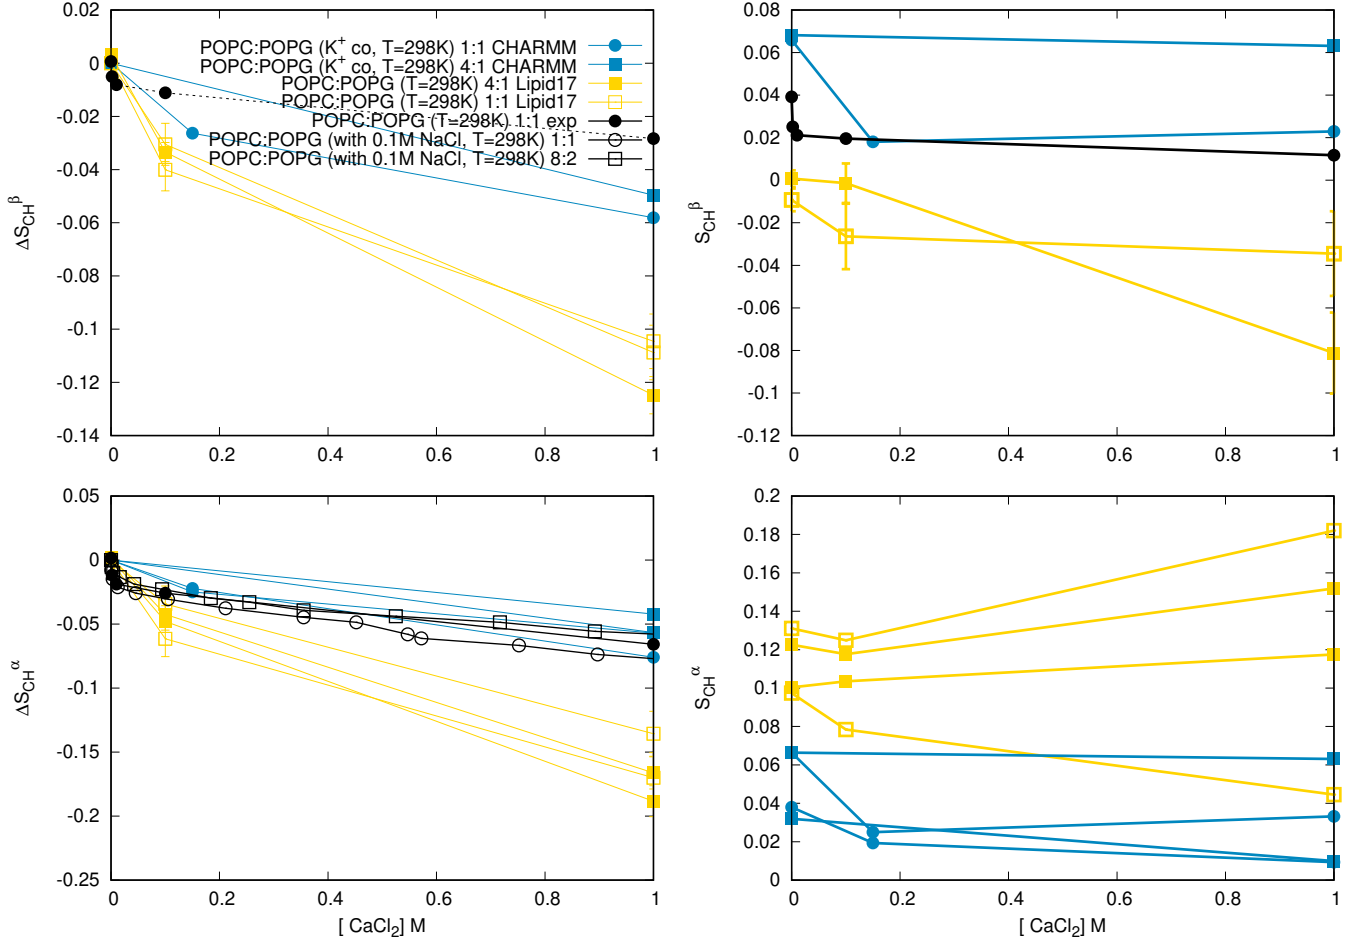 0.02
0
-0.02
-0.04
-0.06
-0.08
-0.1
-0.12
-0.14
0 0.2 0.4 0.6 0.8 1
ΔS_CH^β
POPC:POPG (K⁺ co, T=298K) 1:1 CHARMM
POPC:POPG (K⁺ co, T=298K) 4:1 CHARMM
POPC:POPG (T=298K) 4:1 Lipid17
POPC:POPG (T=298K) 1:1 Lipid17
POPC:POPG (T=298K) 1:1 exp
POPC:POPG (with 0.1M NaCl, T=298K) 1:1
POPC:POPG (with 0.1M NaCl, T=298K) 8:2
0.08
0.06
0.04
0.02
0
-0.02
-0.04
-0.06
-0.08
-0.1
-0.12
0 0.2 0.4 0.6 0.8 1
S_CH^β
0.05
0
-0.05
-0.1
-0.15
-0.2
-0.25
0 0.2 0.4 0.6 0.8 1
ΔS_CH^α
[ CaCl₂] M
0.2
0.18
0.16
0.14
0.12
0.1
0.08
0.06
0.04
0.02
0
0 0.2 0.4 0.6 0.8 1
S_CH^α
[ CaCl₂] M